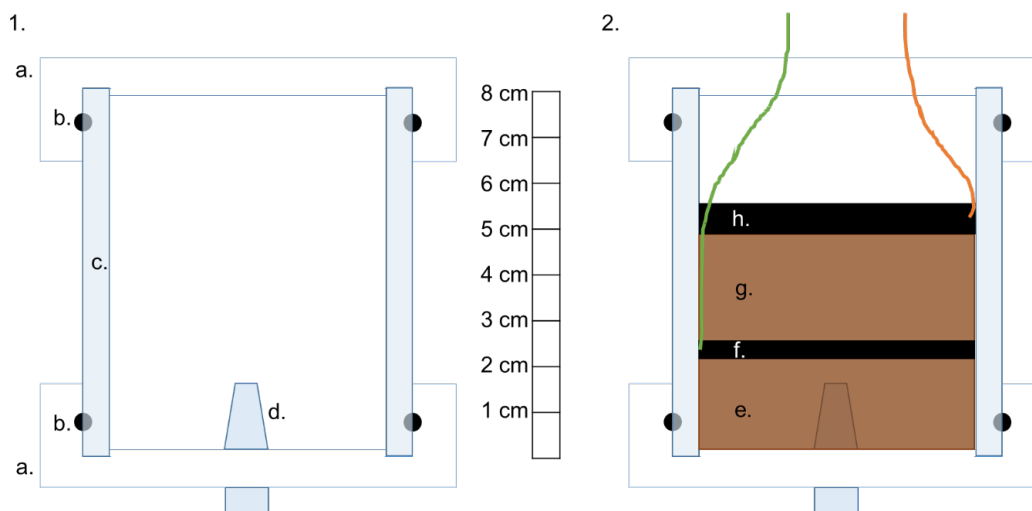 1.
a.
b.
c.
d.
b.
a.
8 cm
7 cm
6 cm
5 cm
4 cm
3 cm
2 cm
1 cm
2.
h.
g.
f.
e.